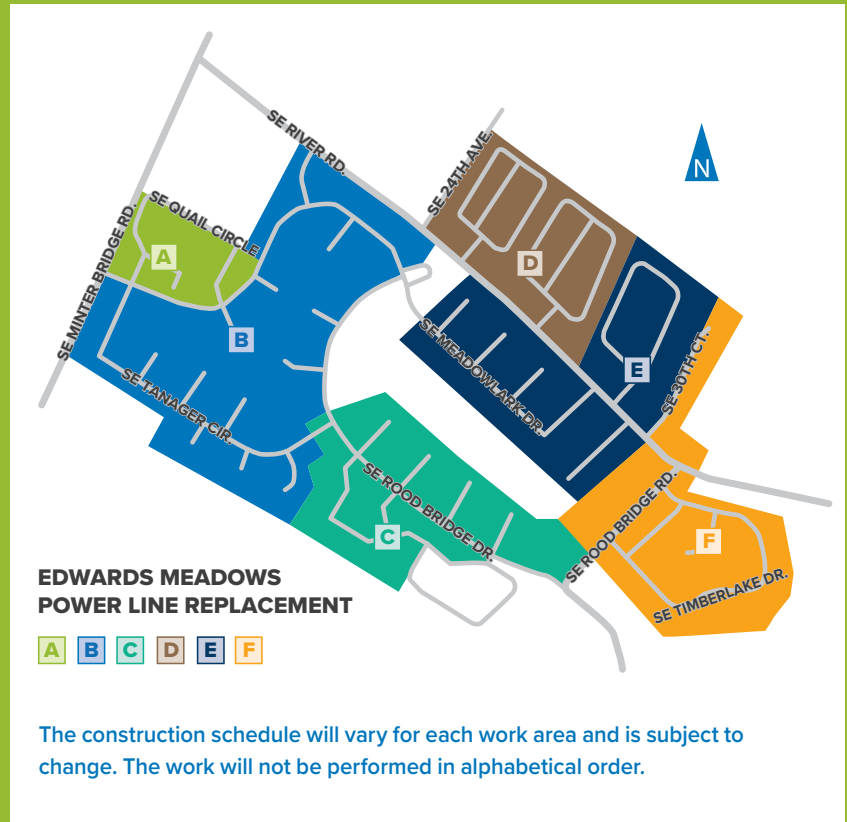 SE RIVER RD.
SE 24TH AVE.
N
SE QUAIL CIRCLE
A
D
SE MINTER BRIDGE RD.
B
SE MEADOWLARK DR.
E
SE 30TH CT.
SE TANAGER CIR.
SE ROOD BRIDGE DR.
C
SE ROOD BRIDGE RD.
F
SE TIMBERLAKE DR.
EDWARDS MEADOWS
POWER LINE REPLACEMENT
A B C D E F
The construction schedule will vary for each work area and is subject to
change. The work will not be performed in alphabetical order.